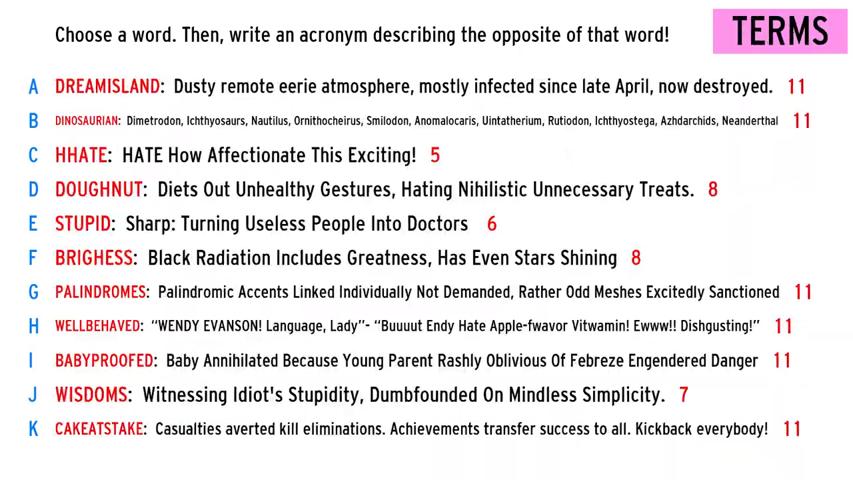 Choose a word. Then, write an acronym describing the opposite of that word!
TERMS
A DREAMISLAND: Dusty remote eerie atmosphere, mostly infected since late April, now destroyed. 11
B DINOSAURIAN: Dimetrodon, Ichthyosaurs, Nautilus, Ornithocheirus, Smilodon, Anomalocaris, Uintatherium, Rutiodon, Ichthyostega, Azhdarchids, Neanderthal 11
C HHATE: HATE How Affectionate This Exciting! 5
D DOUGHNUT: Diets Out Unhealthy Gestures, Hating Nihilistic Unnecessary Treats. 8
E STUPID: Sharp: Turning Useless People Into Doctors 6
F BRIGHESS: Black Radiation Includes Greatness, Has Even Stars Shining 8
G PALINDROMES: Palindromic Accents Linked Individually Not Demanded, Rather Odd Meshes Excitedly Sanctioned 11
H WELLBEHAVED: “WENDY EVANSON! Language, Lady”- “Buuuut Endy Hate Apple-fwavor Vitwamin! Ewww!! Dishgusting!” 11
I BABYPROOFED: Baby Annihilated Because Young Parent Rashly Oblivious Of Febreze Engendered Danger 11
J WISDOMS: Witnessing Idiot's Stupidity, Dumbfounded On Mindless Simplicity. 7
K CAKEATSTAKE: Casualties averted kill eliminations. Achievements transfer success to all. Kickback everybody! 11